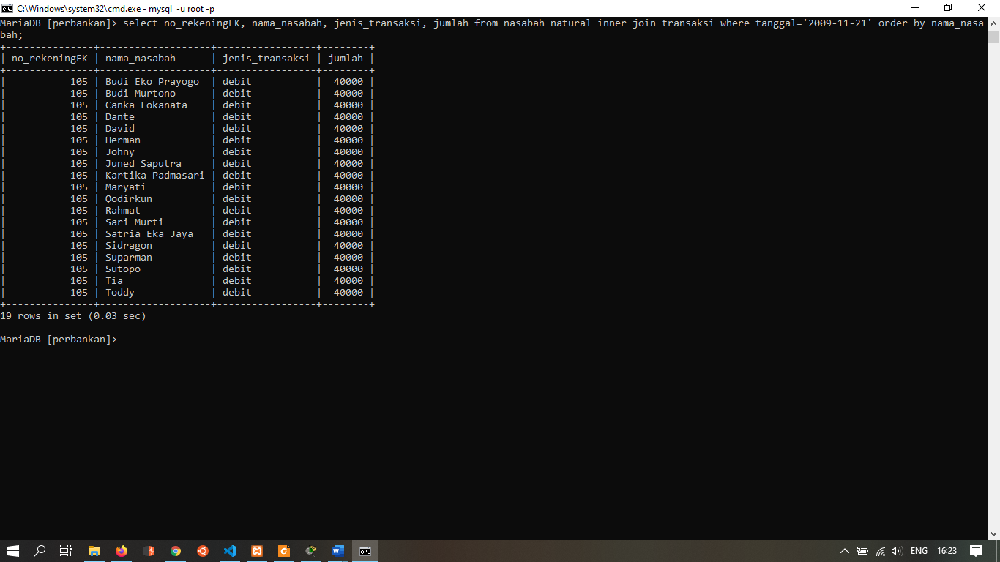 C:\Windows\system32\cmd.exe - mysql -u root -p
MariaDB [perbankan]> select no_rekeningFK, nama_nasabah, jenis_transaksi, jumlah from nasabah natural inner join transaksi where tanggal='2009-11-21' order by nama_nasa
bah;
+---------------+-------------------+-----------------+--------+
| no_rekeningFK | nama_nasabah      | jenis_transaksi | jumlah |
+---------------+-------------------+-----------------+--------+
|           105 | Budi Eko Prayogo  | debit           |  40000 |
|           105 | Budi Murtono      | debit           |  40000 |
|           105 | Canka Lokanata    | debit           |  40000 |
|           105 | Dante             | debit           |  40000 |
|           105 | David             | debit           |  40000 |
|           105 | Herman            | debit           |  40000 |
|           105 | Johny             | debit           |  40000 |
|           105 | Juned Saputra     | debit           |  40000 |
|           105 | Kartika Padmasari | debit           |  40000 |
|           105 | Maryati           | debit           |  40000 |
|           105 | Qodirkun          | debit           |  40000 |
|           105 | Rahmat            | debit           |  40000 |
|           105 | Sari Murti        | debit           |  40000 |
|           105 | Satria Eka Jaya   | debit           |  40000 |
|           105 | Sidragon          | debit           |  40000 |
|           105 | Suparman          | debit           |  40000 |
|           105 | Sutopo            | debit           |  40000 |
|           105 | Tia               | debit           |  40000 |
|           105 | Toddy             | debit           |  40000 |
+---------------+-------------------+-----------------+--------+
19 rows in set (0.03 sec)
MariaDB [perbankan]>
ENG 16:23